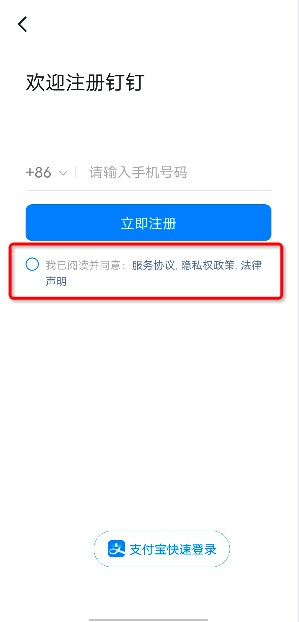 欢迎注册钉钉
+86 请输入手机号码
立即注册
我已阅读并同意：服务协议, 隐私权政策, 法律
声明
支付宝快速登录